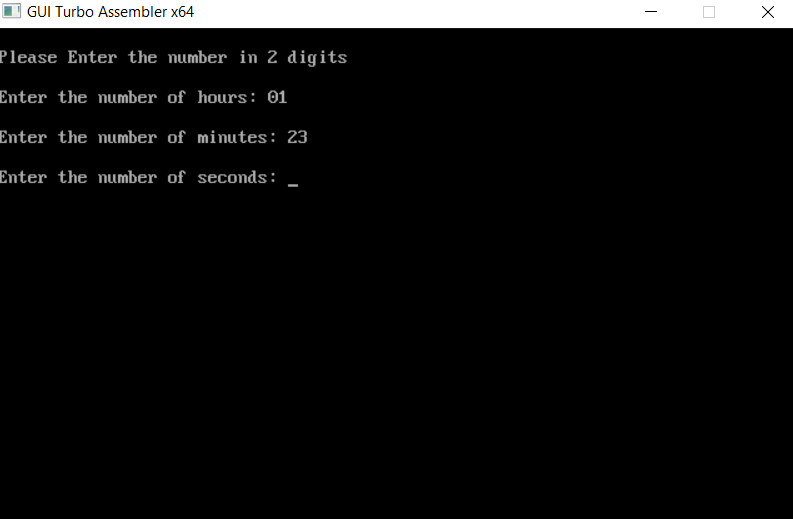 GUI Turbo Assembler x64
Please Enter the number in 2 digits
Enter the number of hours: 01
Enter the number of minutes: 23
Enter the number of seconds: _